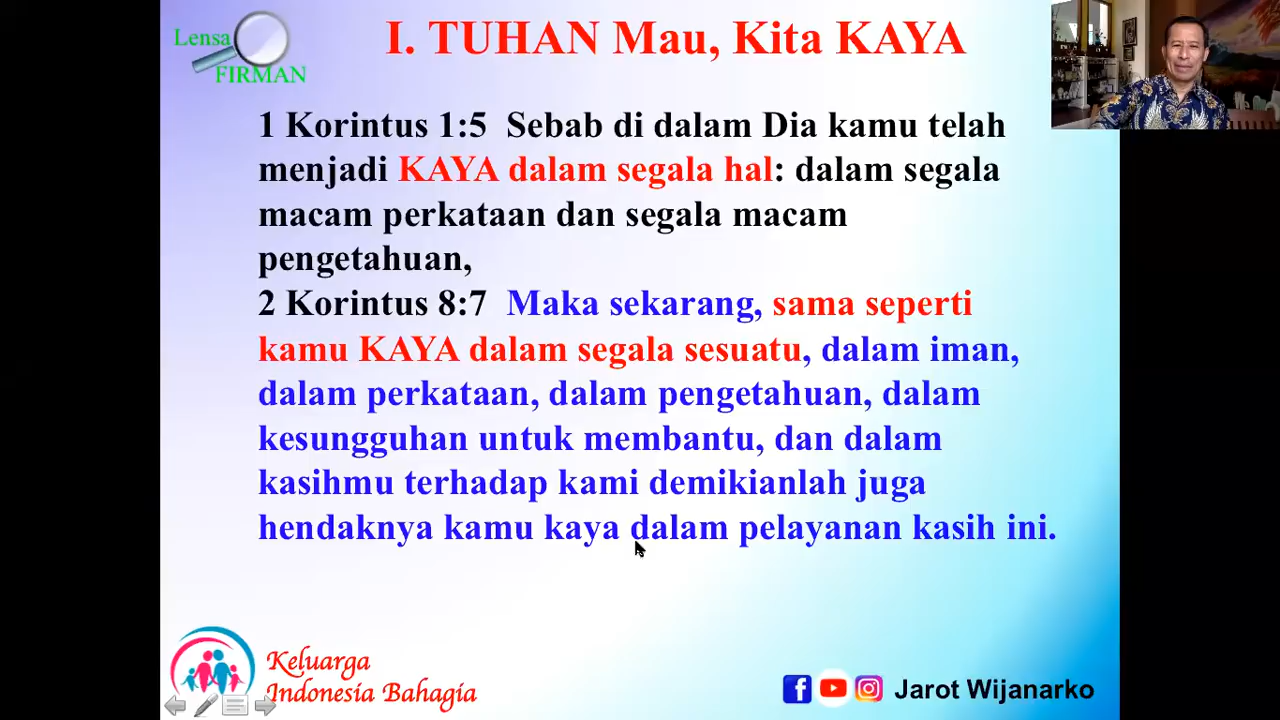 Lensa
FIRMAN
I. TUHAN Mau, Kita KAYA
1 Korintus 1:5  Sebab di dalam Dia kamu telah
menjadi KAYA dalam segala hal: dalam segala
macam perkataan dan segala macam
pengetahuan,
2 Korintus 8:7  Maka sekarang, sama seperti
kamu KAYA dalam segala sesuatu, dalam iman,
dalam perkataan, dalam pengetahuan, dalam
kesungguhan untuk membantu, dan dalam
kasihmu terhadap kami demikianlah juga
hendaknya kamu kaya dalam pelayanan kasih ini.
Keluarga
Indonesia Bahagia
Jarot Wijanarko